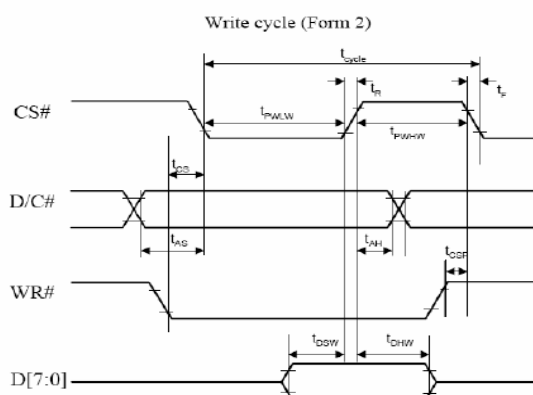 Write cycle (Form 2)
tcycle
tR
tF
CS#
tPWLW
tPWHW
tCS
D/C#
tAS
tAH
tCSF
WR#
tDSW
tDHW
D[7:0]